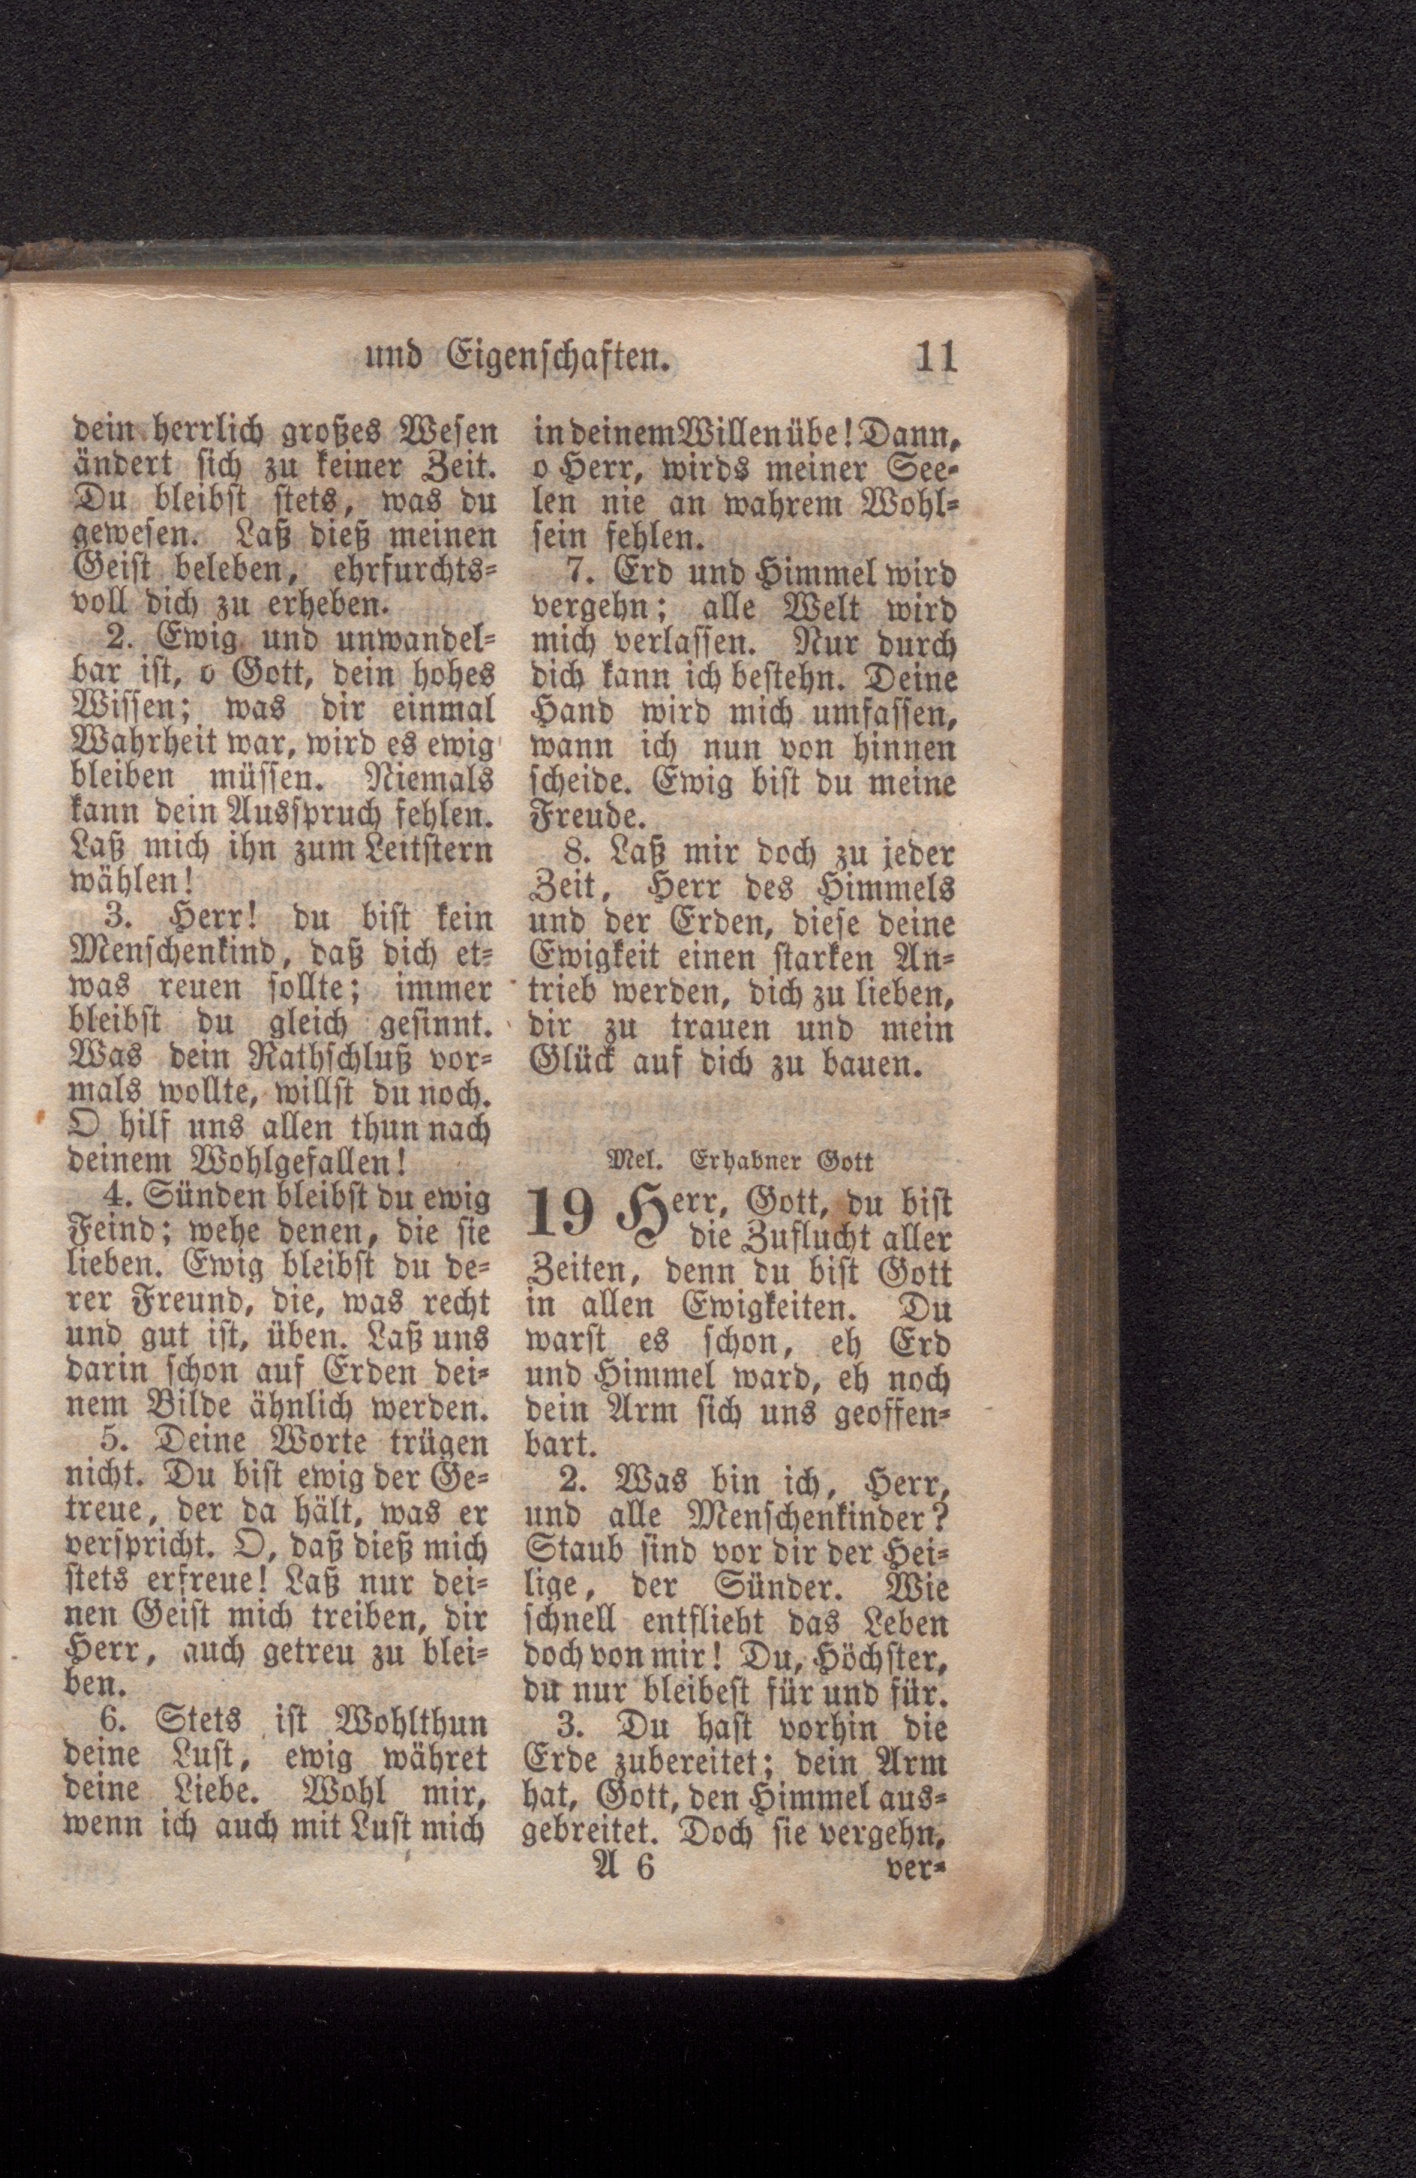 und Eigenschaften. 11
dein herrlich großes Wesen
ändert sich zu keiner Zeit.
Du bleibst stets, was du
gewesen. Laß dieß meinen
Geist beleben, ehrfurchts-
voll dich zu erheben.
2. Ewig und unwandel-
bar ist, o Gott, dein hohes
Wissen; was dir einmal
Wahrheit war, wird es ewig
bleiben müssen. Niemals
kann dein Ausspruch fehlen.
Laß mich ihn zum Leitstern
wählen!
3. Herr! du bist kein
Menschenkind, daß dich et-
was reuen sollte; immer
bleibst du gleich gesinnt.
Was dein Rathschluß vor-
mals wollte, willst du noch.
O hilf uns allen thun nach
deinem Wohlgefallen!
4. Sünden bleibst du ewig
Feind; wehe denen, die sie
lieben. Ewig bleibst du de-
rer Freund, die, was recht
und gut ist, üben. Laß uns
darin schon auf Erden dei-
nem Bilde ähnlich werden.
5. Deine Worte trügen
nicht. Du bist ewig der Ge-
treue, der da hält, was er
verspricht. O, daß dieß mich
stets erfreue! Laß nur dei-
nen Geist mich treiben, dir
Herr, auch getreu zu blei-
ben.
6. Stets ist Wohlthun
deine Lust, ewig währet
deine Liebe. Wohl mir,
wenn ich auch mit Lust mich
in deinem Willen übe! Dann,
o Herr, wirds meiner See-
len nie an wahrem Wohl-
sein fehlen.
7. Erd und Himmel wird
vergehn; alle Welt wird
mich verlassen. Nur durch
dich kann ich bestehn. Deine
Hand wird mich umfassen,
wann ich nun von hinnen
scheide. Ewig bist du meine
Freude.
8. Laß mir doch zu jeder
Zeit, Herr des Himmels
und der Erden, diese deine
Ewigkeit einen starken An-
trieb werden, dich zu lieben,
dir zu trauen und mein
Glück auf dich zu bauen.
Mel. Erhabner Gott
19 Herr, Gott, du bist
die Zuflucht aller
Zeiten, denn du bist Gott
in allen Ewigkeiten. Du
warst es schon, eh Erd
und Himmel ward, eh noch
dein Arm sich uns geoffen-
bart.
2. Was bin ich, Herr,
und alle Menschenkinder?
Staub sind vor dir der Hei-
lige, der Sünder. Wie
schnell entflieht das Leben
doch von mir! Du, Höchster,
du nur bleibest für und für.
3. Du hast vorhin die
Erde zubereitet; dein Arm
hat, Gott, den Himmel aus-
gebreitet. Doch sie vergehn,
A 6 ver-